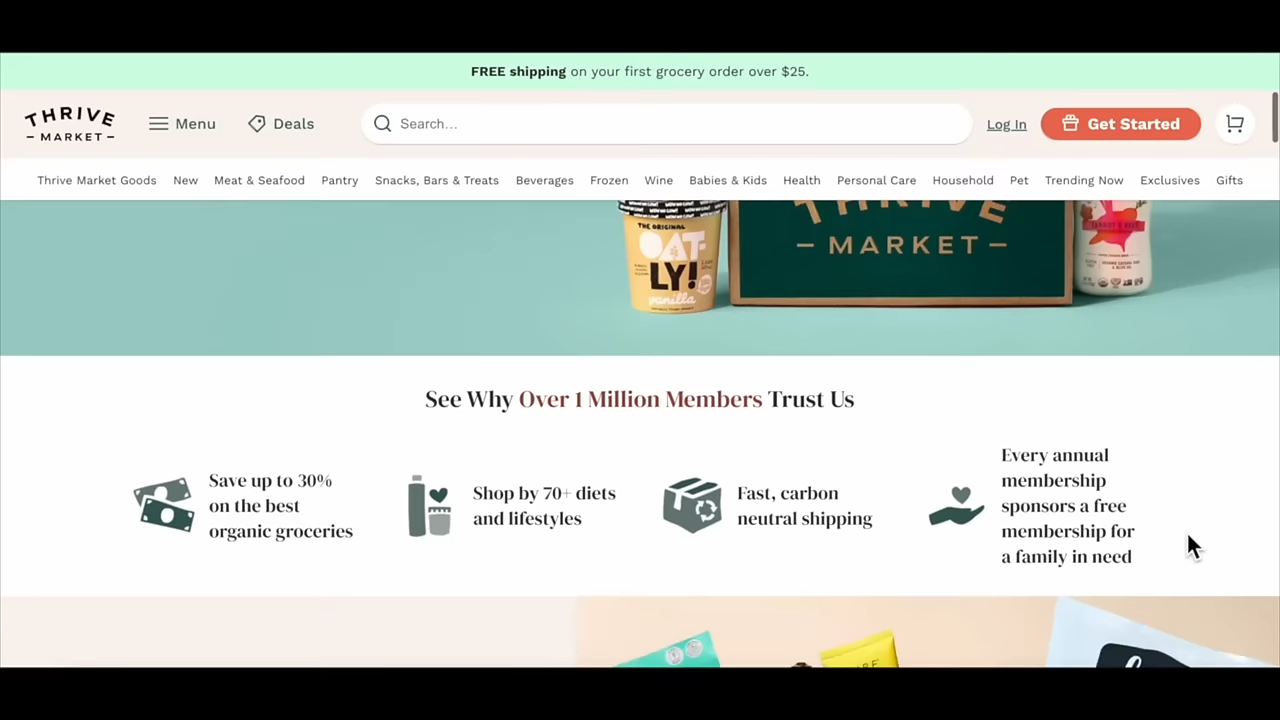 FREE shipping on your first grocery order over $25.
THRIVE
MARKET
Menu
Deals
Search...
Log In
Get Started
Thrive Market Goods
New
Meat & Seafood
Pantry
Snacks, Bars & Treats
Beverages
Frozen
Wine
Babies & Kids
Health
Personal Care
Household
Pet
Trending Now
Exclusives
Gifts
THE ORIGINAL
OAT-
LY!
vanilla
THRIVE
MARKET
See Why Over 1 Million Members Trust Us
Save up to 30%
on the best
organic groceries
Shop by 70+ diets
and lifestyles
Fast, carbon
neutral shipping
Every annual
membership
sponsors a free
membership for
a family in need